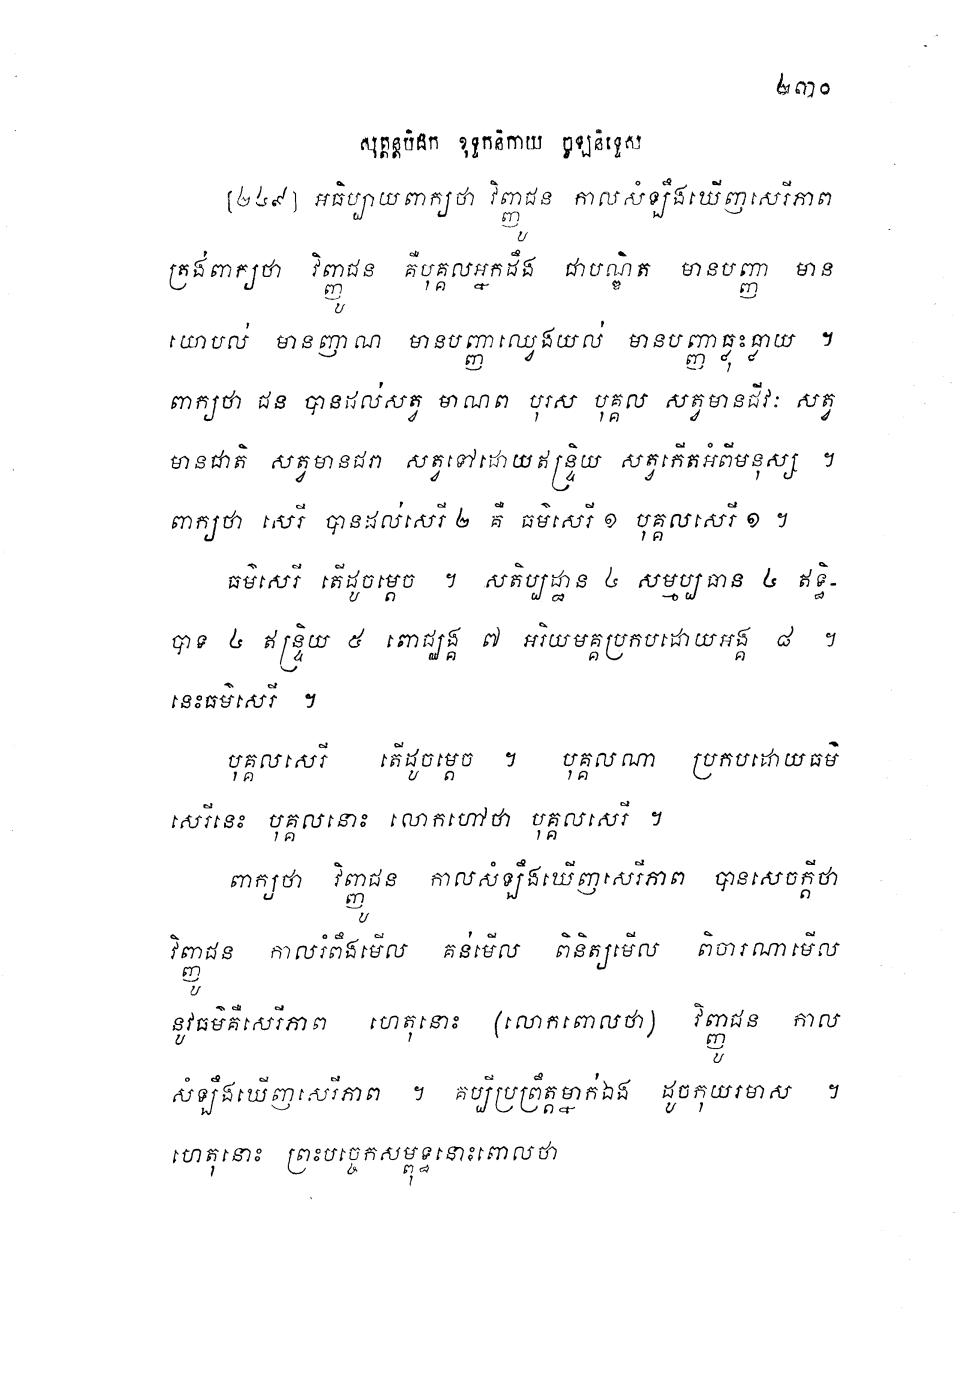 ២៣០
សុត្តន្តបិដក ខុទ្ទកនិកាយ ចូឡនិទ្ទេស
[២៤៩] អធិប្បាយពាក្យថា វិញ្ញូជន កាលសំឡឹងឃើញសេរីភាព
ត្រង់ពាក្យថា វិញ្ញូជន គឺបុគ្គលអ្នកដឹង ជាបណ្ឌិត មានបញ្ញា មាន
យោបល់ មានញាណ មានបញ្ញាឈ្វេងយល់ មានបញ្ញាធ្លុះធ្លាយ ។
ពាក្យថា ជន បានដល់សត្វ មាណព បុរស បុគ្គល សត្វមានជីវៈ សត្វ
មានជាតិ សត្វមានជរា សត្វទៅដោយឥន្ទ្រិយ សត្វកើតអំពីមនុស្ស ។
ពាក្យថា សេរី បានដល់សេរី ២ គឺ ធម៌សេរី ១ បុគ្គលសេរី ១ ។
ធម៌សេរី តើដូចម្តេច ។ សតិប្បដ្ឋាន ៤ សម្មប្បធាន ៤ ឥទ្ធិ-
បាទ ៤ ឥន្ទ្រិយ ៥ ពោជ្ឈង្គ ៧ អរិយមគ្គប្រកបដោយអង្គ ៨ ។
នេះធម៌សេរី ។
បុគ្គលសេរី តើដូចម្តេច ។ បុគ្គលណា ប្រកបដោយធម៌
សេរីនេះ បុគ្គលនោះ លោកហៅថា បុគ្គលសេរី ។
ពាក្យថា វិញ្ញូជន កាលសំឡឹងឃើញសេរីភាព បានសេចក្តីថា
វិញ្ញូជន កាលរំពឹងមើល គន់មើល ពិនិត្យមើល ពិចារណាមើល
នូវធម៌គឺសេរីភាព ហេតុនោះ (លោកពោលថា) វិញ្ញូជន កាល
សំឡឹងឃើញសេរីភាព ។ គប្បីប្រព្រឹត្តម្នាក់ឯង ដូចកុយរមាស ។
ហេតុនោះ ព្រះបច្ចេកសម្ពុទ្ធនោះពោលថា